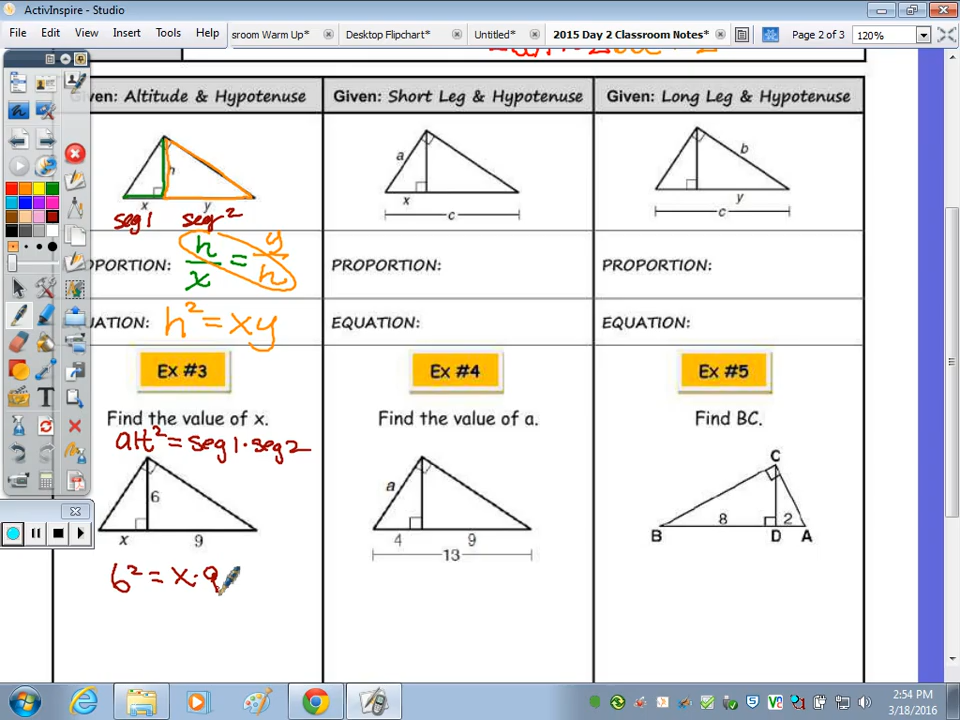 ActivInspire - Studio
File Edit View Insert Tools Help
sroom Warm Up* Desktop Flipchart* Untitled* 2015 Day 2 Classroom Notes* Page 2 of 3 120%
iven: Altitude & Hypotenuse Given: Short Leg & Hypotenuse Given: Long Leg & Hypotenuse
h a b
x y x y
seg 1 seg 2 c c
OPORTION: h/x = y/h PROPORTION: PROPORTION:
UATION: h² = xy EQUATION: EQUATION:
Ex #3 Ex #4 Ex #5
Find the value of x. Find the value of a. Find BC.
alt² = seg 1 · seg 2
C
6 a 8 2
x 9 4 9 B D A
13
6² = x · 9
2:54 PM
3/18/2016